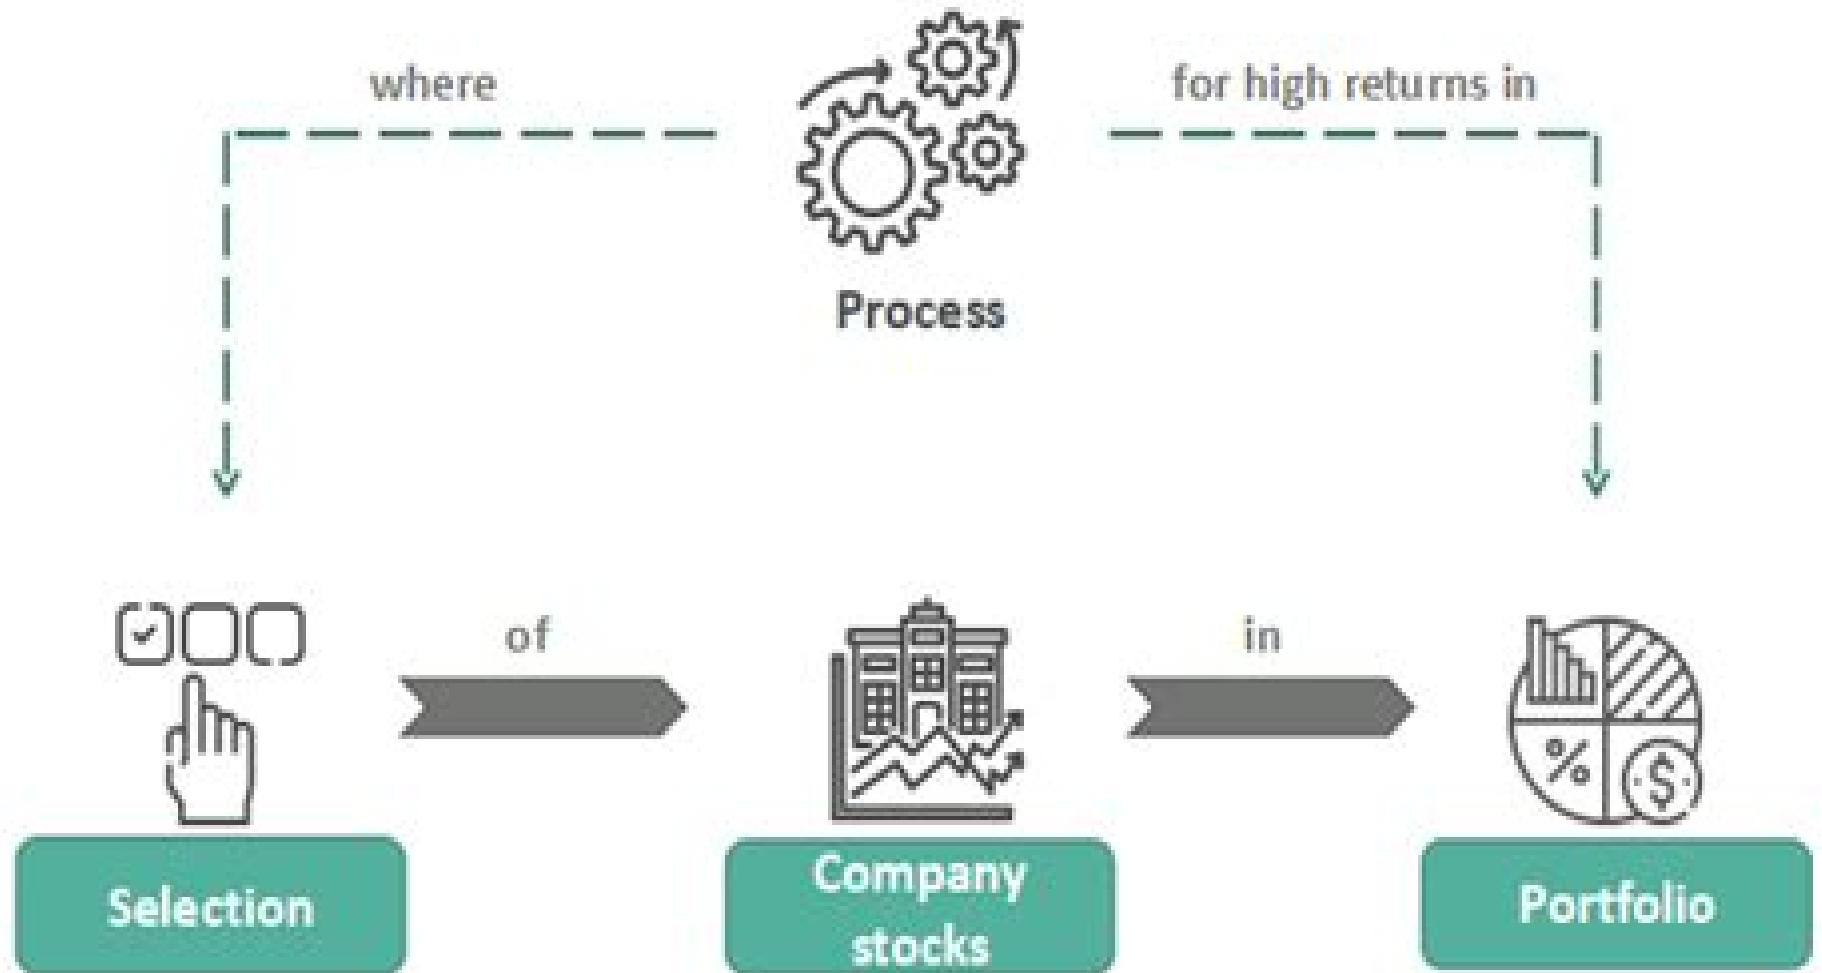 where
for high returns in
Process
of
in
%
$
Selection
Company
stocks
Portfolio